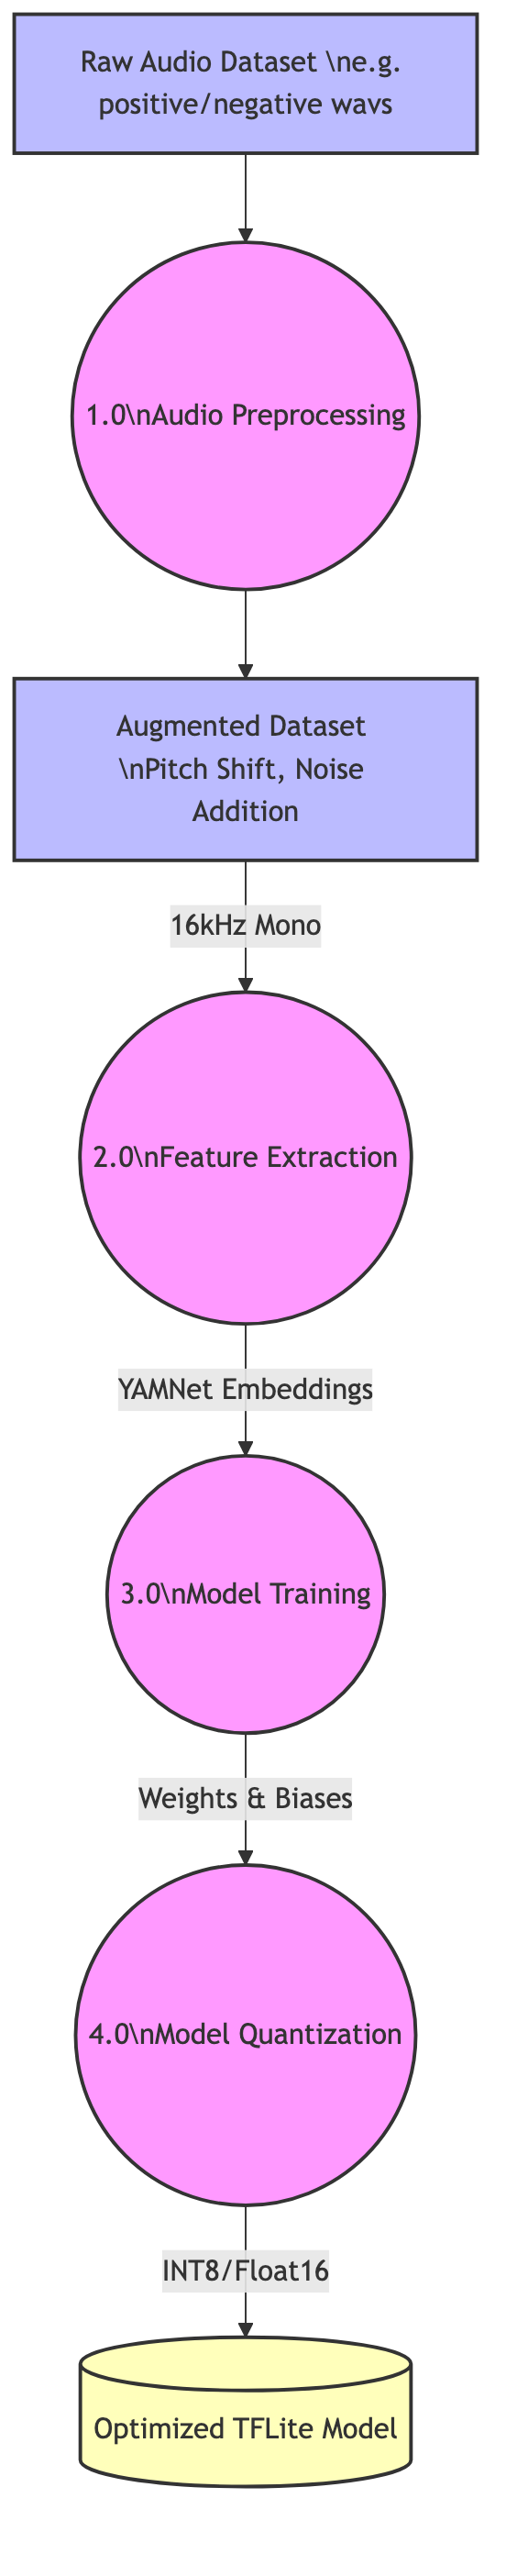 Raw Audio Dataset \ne.g.
positive/negative wavs
1.0\nAudio Preprocessing
Augmented Dataset
\nPitch Shift, Noise
Addition
16kHz Mono
2.0\nFeature Extraction
YAMNet Embeddings
3.0\nModel Training
Weights & Biases
4.0\nModel Quantization
INT8/Float16
Optimized TFLite Model